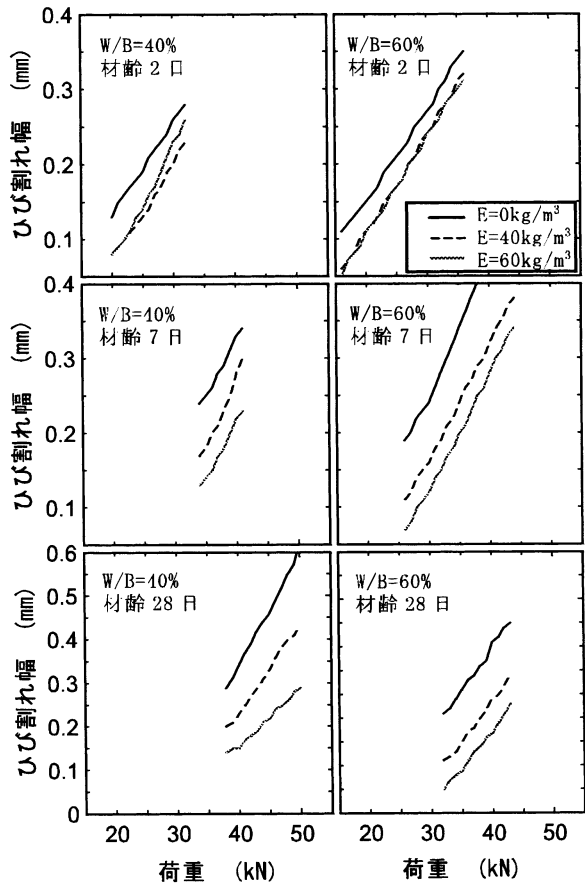 W/B=40%
材齢2日
W/B=60%
材齢2日
ひび割れ幅 (mm)
0.4
0.3
0.2
0.1
E=0kg/m³
E=40kg/m³
E=60kg/m³
W/B=40%
材齢7日
W/B=60%
材齢7日
ひび割れ幅 (mm)
0.4
0.3
0.2
0.1
W/B=40%
材齢28日
W/B=60%
材齢28日
ひび割れ幅 (mm)
0.6
0.5
0.4
0.3
0.2
0.1
0
20 30 40 50
20 30 40 50
荷重 (kN)
荷重 (kN)